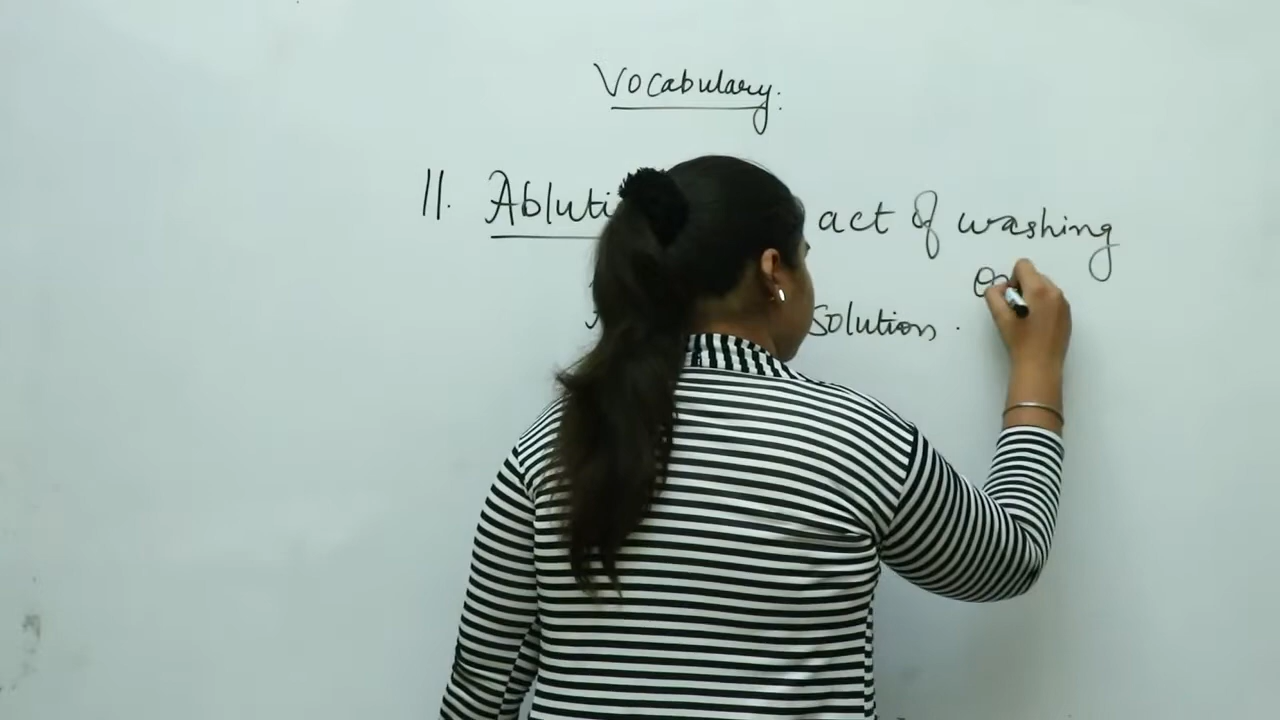 Vocabulary.
11. Abluti act of washing
Solution.